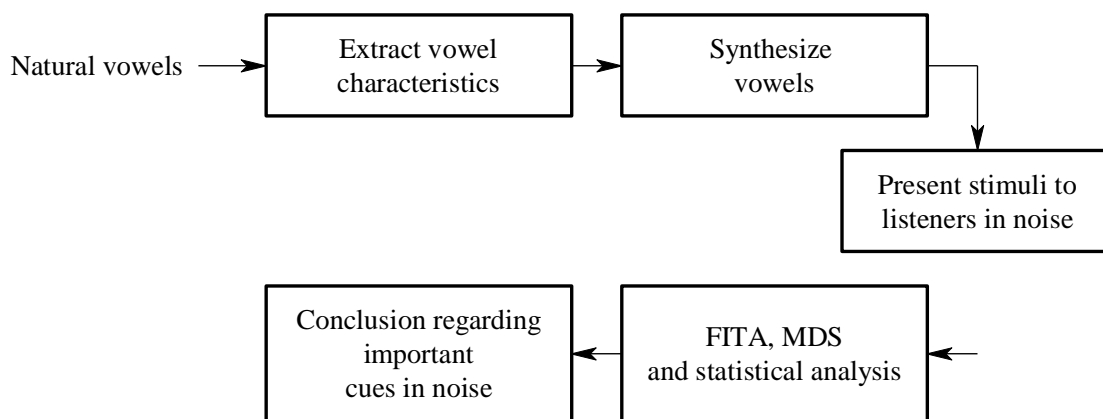 Natural vowels
Extract vowel
characteristics
Synthesize
vowels
Present stimuli to
listeners in noise
FITA, MDS
and statistical analysis
Conclusion regarding
important
cues in noise